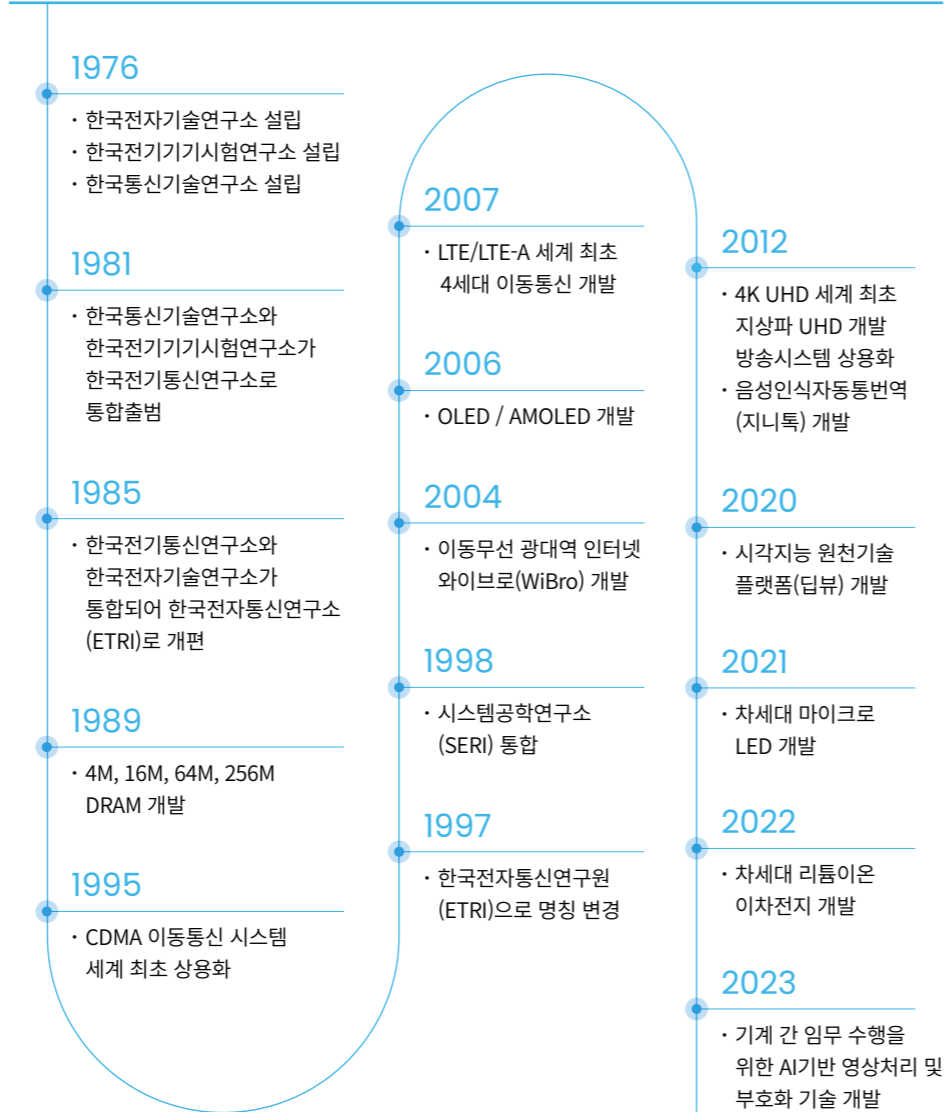 1976
· 한국전자기술연구소 설립
· 한국전기기기시험연구소 설립
· 한국통신기술연구소 설립
1981
· 한국통신기술연구소와
한국전기기기시험연구소가
한국전기통신연구소로
통합출범
1985
· 한국전기통신연구소와
한국전자기술연구소가
통합되어 한국전자통신연구소
(ETRI)로 개편
1989
· 4M, 16M, 64M, 256M
DRAM 개발
1995
· CDMA 이동통신 시스템
세계 최초 상용화
1997
· 한국전자통신연구원
(ETRI)으로 명칭 변경
1998
· 시스템공학연구소
(SERI) 통합
2004
· 이동무선 광대역 인터넷
와이브로(WiBro) 개발
2006
· OLED / AMOLED 개발
2007
· LTE/LTE-A 세계 최초
4세대 이동통신 개발
2012
· 4K UHD 세계 최초
지상파 UHD 개발
방송시스템 상용화
· 음성인식자동통번역
(지니톡) 개발
2020
· 시각지능 원천기술
플랫폼(딥뷰) 개발
2021
· 차세대 마이크로
LED 개발
2022
· 차세대 리튬이온
이차전지 개발
2023
· 기계 간 임무 수행을
위한 AI기반 영상처리 및
부호화 기술 개발